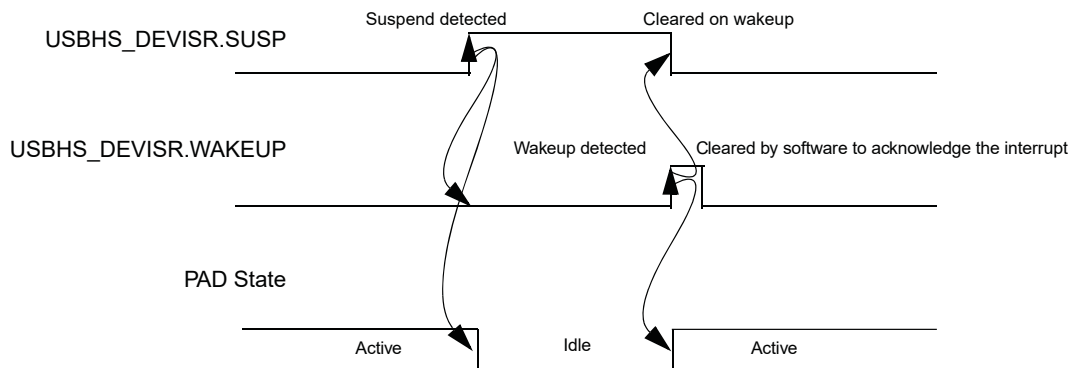 Suspend detected
Cleared on wakeup
USBHS_DEVISR.SUSP
USBHS_DEVISR.WAKEUP
Wakeup detected
Cleared by software to acknowledge the interrupt
PAD State
Active
Idle
Active